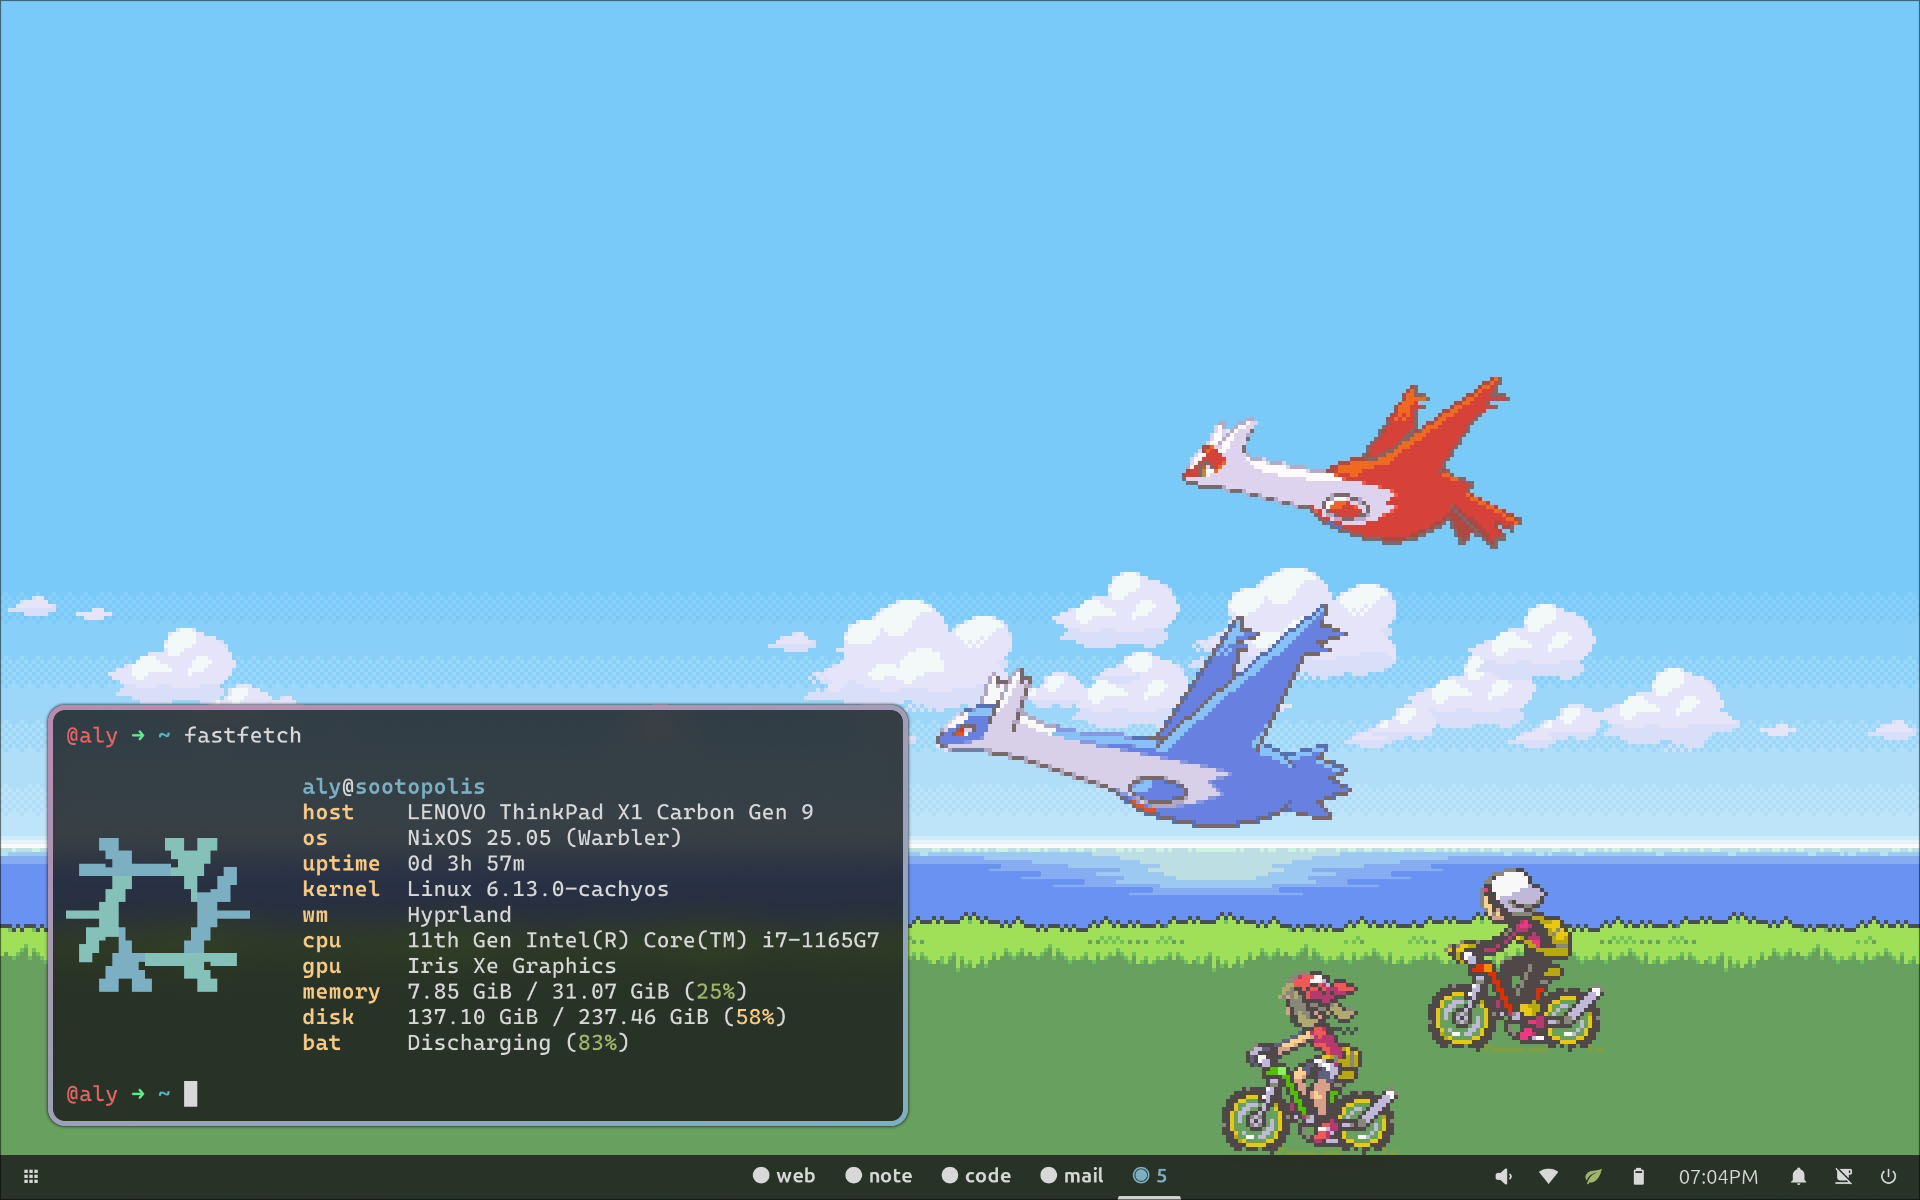 @aly → ~ fastfetch
aly@sootopolis
host LENOVO ThinkPad X1 Carbon Gen 9
os NixOS 25.05 (Warbler)
uptime 0d 3h 57m
kernel Linux 6.13.0-cachyos
wm Hyprland
cpu 11th Gen Intel(R) Core(TM) i7-1165G7
gpu Iris Xe Graphics
memory 7.85 GiB / 31.07 GiB (25%)
disk 137.10 GiB / 237.46 GiB (58%)
bat Discharging (83%)
@aly → ~
web note code mail 5 07:04PM